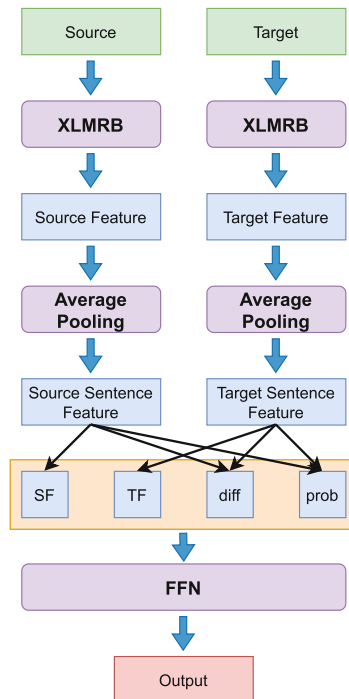 Source
Target
XLMRB
XLMRB
Source Feature
Target Feature
Average
Pooling
Average
Pooling
Source Sentence
Feature
Target Sentence
Feature
SF
TF
diff
prob
FFN
Output